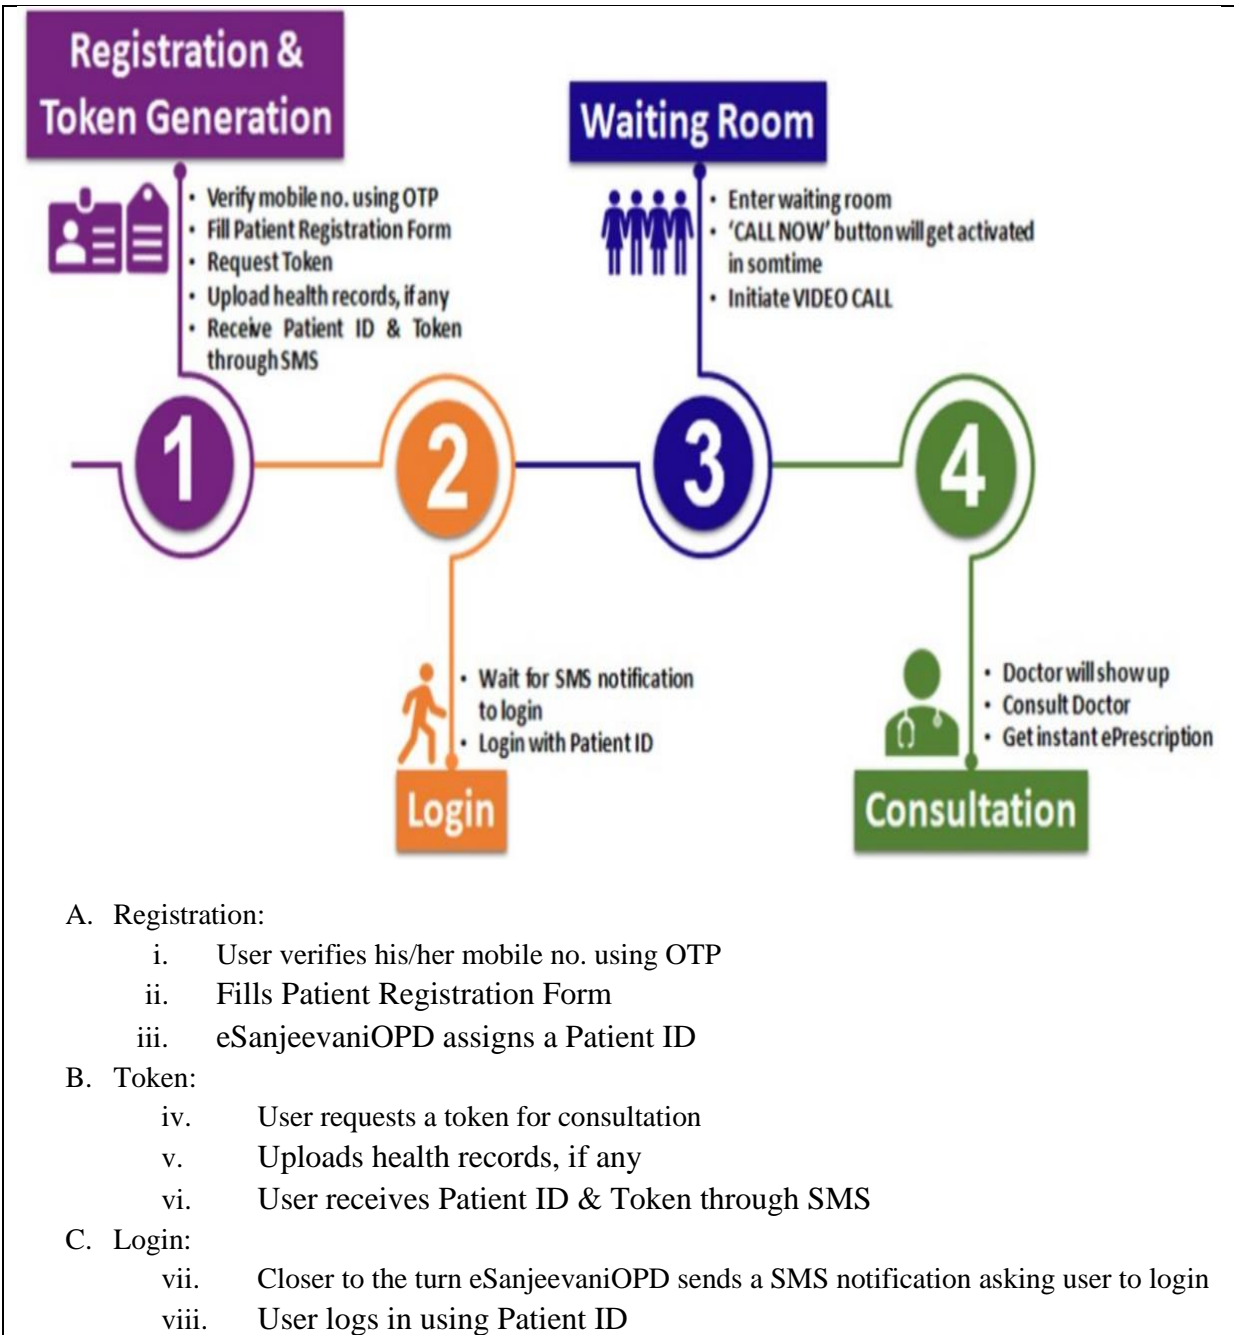 Registration &
Token Generation
• Verify mobile no. using OTP
• Fill Patient Registration Form
• Request Token
• Upload health records, if any
• Receive Patient ID & Token
through SMS
Waiting Room
• Enter waiting room
• ‘CALL NOW’ button will get activated
in somtime
• Initiate VIDEO CALL
1
2
3
4
• Wait for SMS notification
to login
• Login with Patient ID
Login
• Doctor will show up
• Consult Doctor
• Get instant ePrescription
Consultation
A. Registration:
i. User verifies his/her mobile no. using OTP
ii. Fills Patient Registration Form
iii. eSanjeevaniOPD assigns a Patient ID
B. Token:
iv. User requests a token for consultation
v. Uploads health records, if any
vi. User receives Patient ID & Token through SMS
C. Login:
vii. Closer to the turn eSanjeevaniOPD sends a SMS notification asking user to login
viii. User logs in using Patient ID